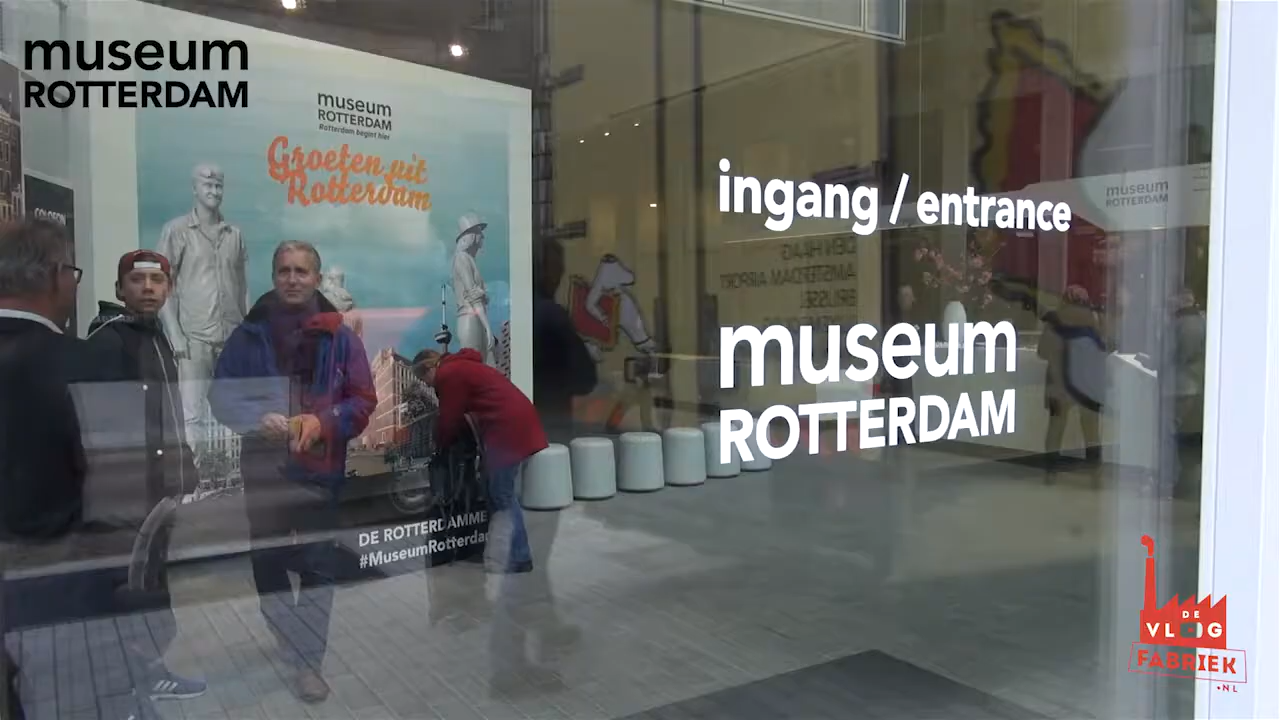 museum
ROTTERDAM
museum
ROTTERDAM
Rotterdam begint hier
Groeten uit
Rotterdam
COLOFON
ingang / entrance
museum
ROTTERDAM
DEN HAAG
AMSTERDAM AIRPORT
BRUSSEL
museum
ROTTERDAM
DE ROTTERDAMME
#MuseumRotterdam
DE
VLOG
FABRIEK
.NL